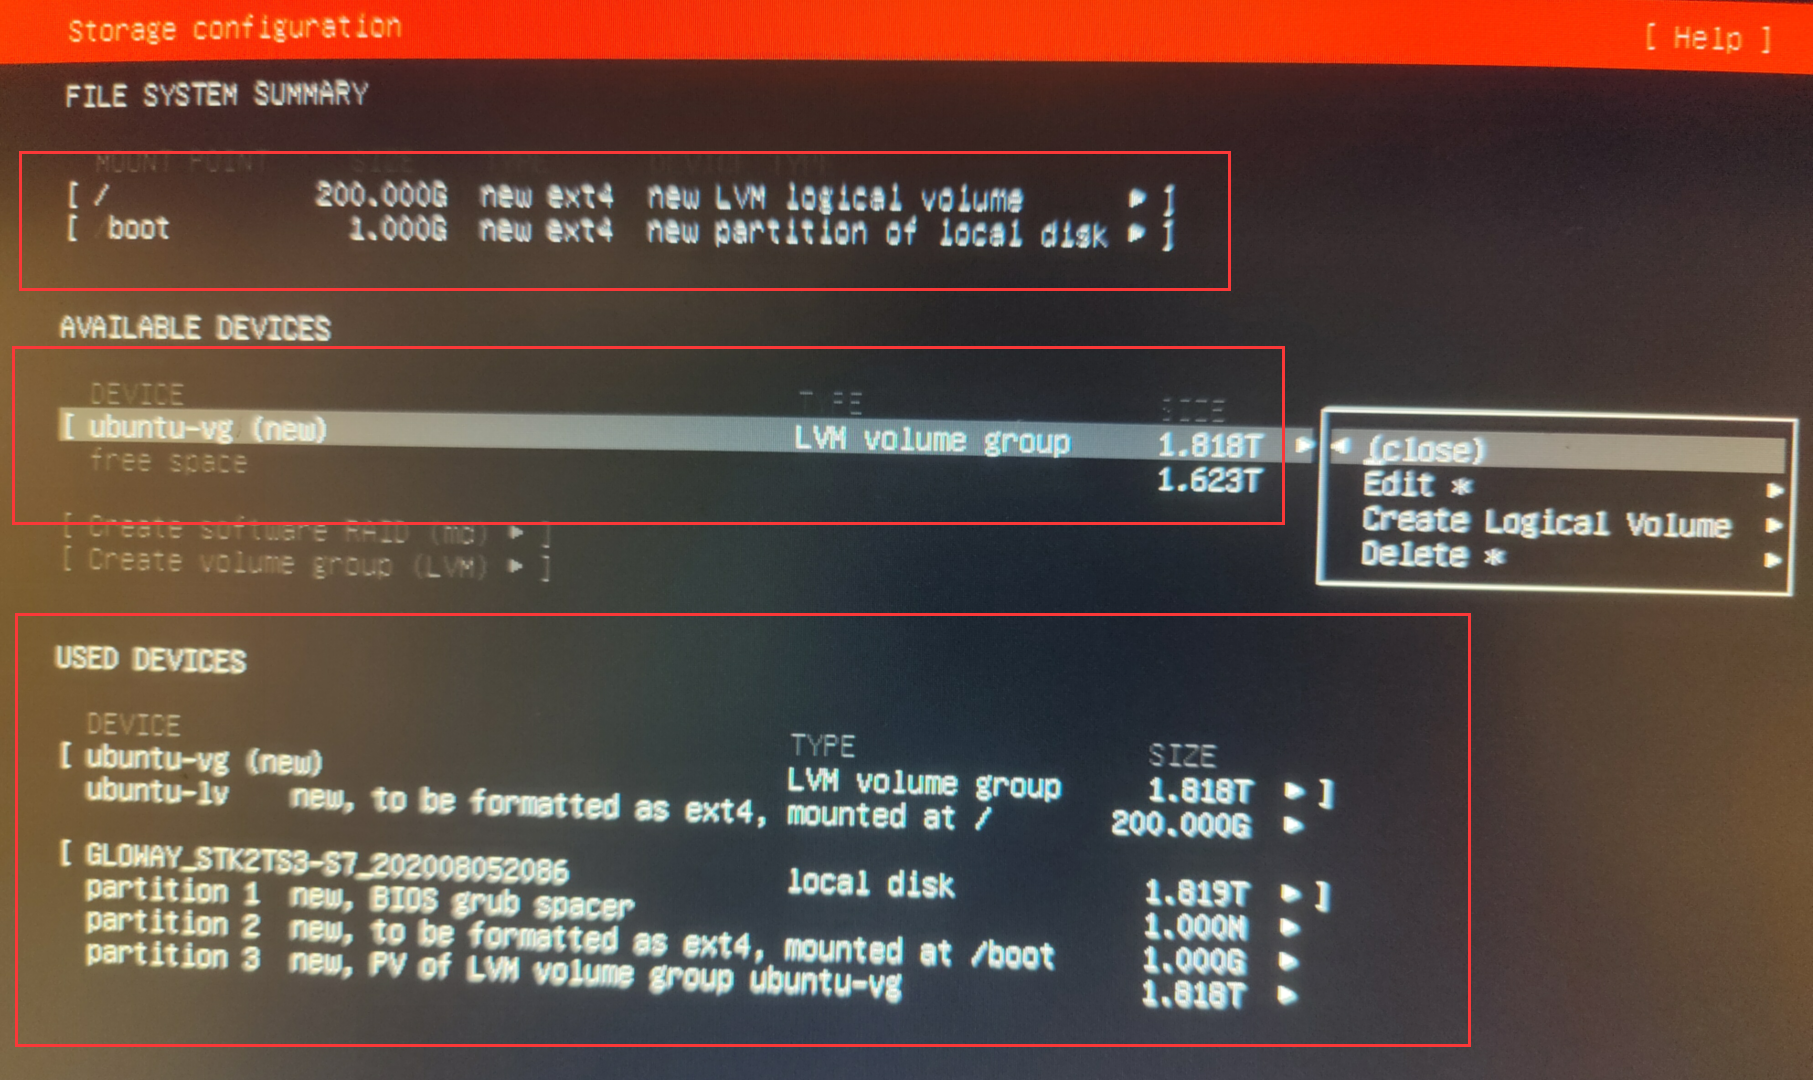 Storage configuration [ Help ]
FILE SYSTEM SUMMARY
MOUNT POINT SIZE TYPE DEVICE TYPE
[ / 200.000G new ext4 new LVM logical volume ▸ ]
[ /boot 1.000G new ext4 new partition of local disk ▸ ]
AVAILABLE DEVICES
DEVICE TYPE SIZE
[ ubuntu-vg (new) LVM volume group 1.818T ▸
free space 1.623T
◂ (close)
Edit * ▸
Create Logical Volume ▸
Delete * ▸
[ Create software RAID (md) ▸ ]
[ Create volume group (LVM) ▸ ]
USED DEVICES
DEVICE TYPE SIZE
[ ubuntu-vg (new) LVM volume group 1.818T ▸ ]
ubuntu-lv new, to be formatted as ext4, mounted at / 200.000G ▸
[ GLOWAY_STK2TS3-S7_202008052086 local disk 1.819T ▸ ]
partition 1 new, BIOS grub spacer 1.000M ▸
partition 2 new, to be formatted as ext4, mounted at /boot 1.000G ▸
partition 3 new, PV of LVM volume group ubuntu-vg 1.818T ▸